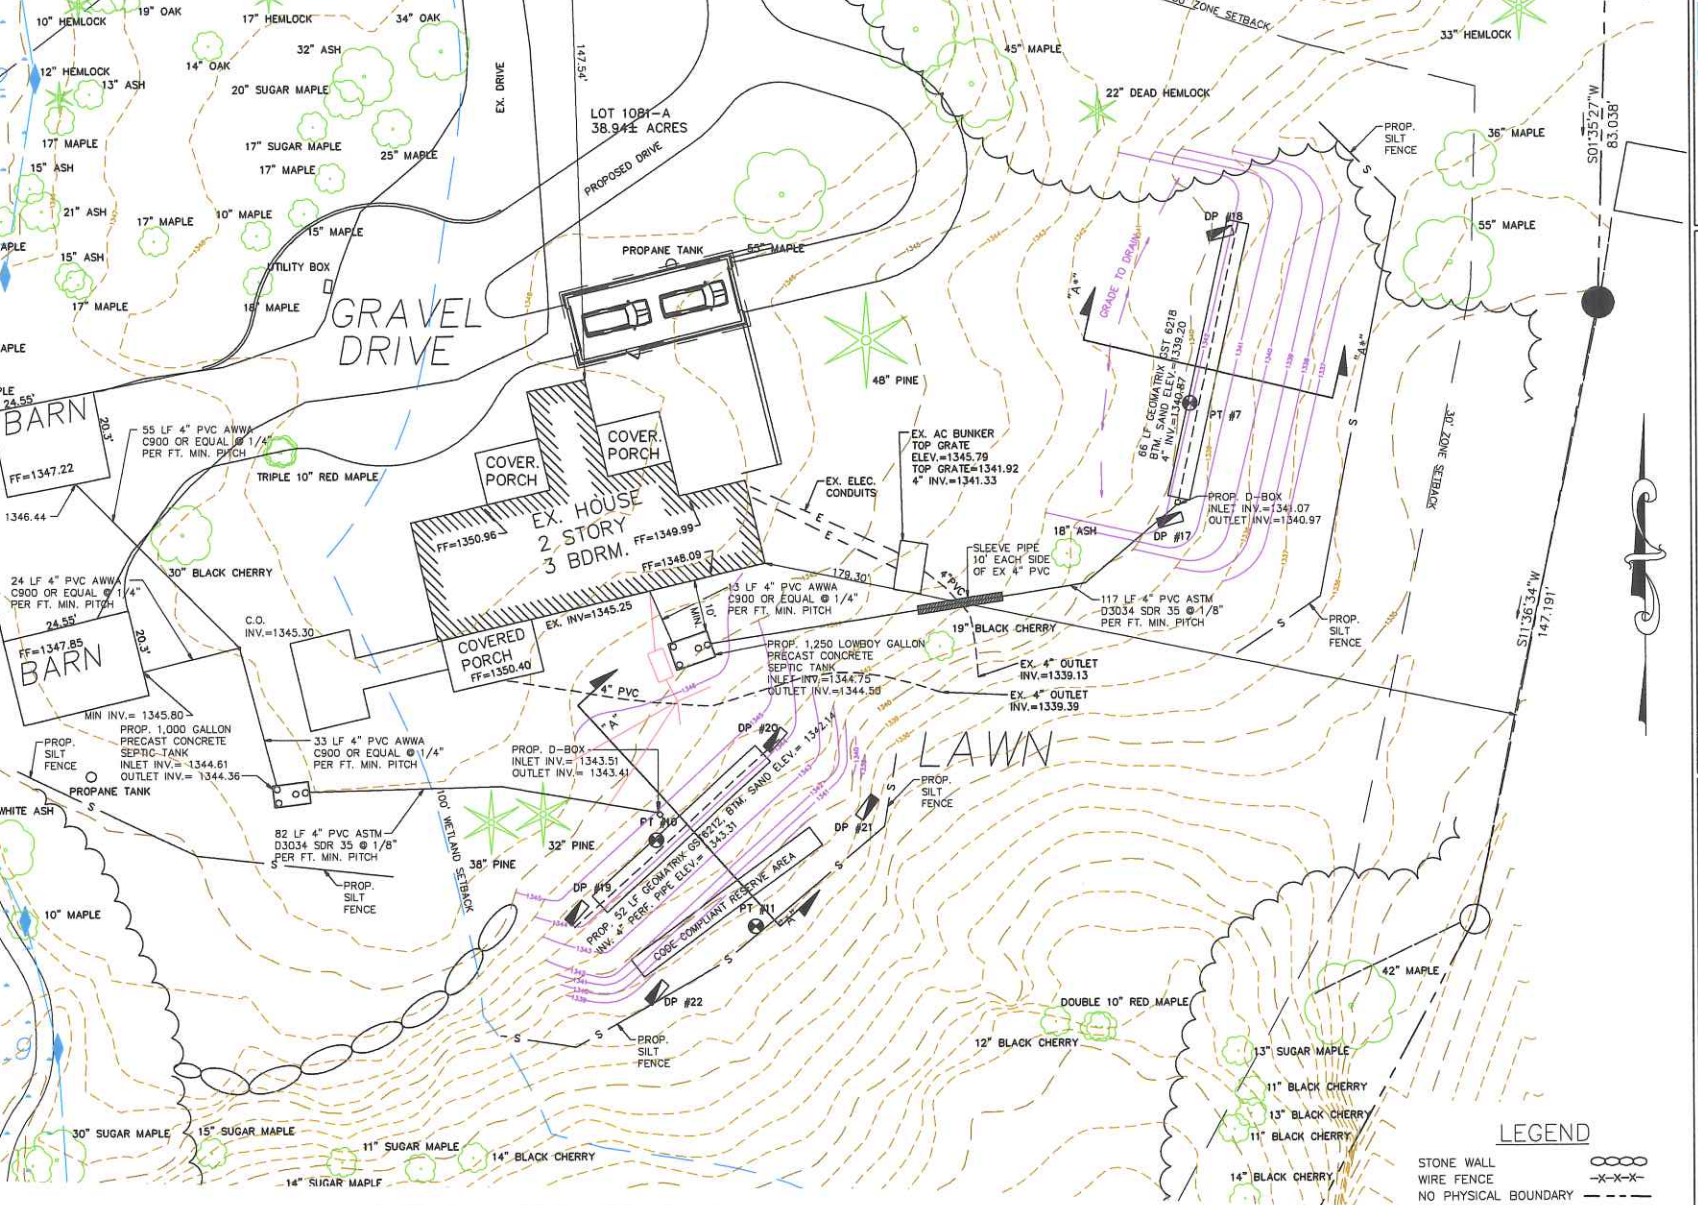 10" HEMLOCK
19" OAK
17" HEMLOCK
34" OAK
ZONE SETBACK
33" HEMLOCK
32" ASH
45" MAPLE
14" OAK
12" HEMLOCK
13" ASH
20" SUGAR MAPLE
EX. DRIVE
147.54'
22" DEAD HEMLOCK
LOT 1081-A
38.94± ACRES
S01°35'27"W
83.038'
36" MAPLE
PROP.
SILT
FENCE
17" MAPLE
17" SUGAR MAPLE
25" MAPLE
PROPOSED DRIVE
15" ASH
17" MAPLE
21" ASH
17" MAPLE
10" MAPLE
15" MAPLE
DP #18
55" MAPLE
APLE
15" ASH
UTILITY BOX
PROPANE TANK
55" MAPLE
GRADE TO DRAIN
"A*"
17" MAPLE
18" MAPLE
GRAVEL
DRIVE
APLE
48" PINE
66 LF GEOMATRIX GST 6218
BTM. SAND ELEV.=1339.20
4" INV.=1340.87
"A*"
PT #7
PLE
24.55'
BARN
20.3'
FF=1347.22
55 LF 4" PVC AWWA
C900 OR EQUAL @ 1/4"
PER FT. MIN. PITCH
COVER.
PORCH
COVER.
PORCH
EX. AC BUNKER
TOP GRATE
ELEV.=1345.79
TOP GRATE=1341.92
4" INV.=1341.33
30' ZONE SETBACK
TRIPLE 10" RED MAPLE
EX. ELEC.
CONDUITS
1346.44
EX. HOUSE
2 STORY
3 BDRM.
FF=1350.96
FF=1349.99
FF=1348.09
E
E
PROP. D-BOX
INLET INV.=1341.07
OUTLET INV.=1340.97
18" ASH
DP #17
S
SLEEVE PIPE
10' EACH SIDE
OF EX 4" PVC
30" BLACK CHERRY
24 LF 4" PVC AWWA
C900 OR EQUAL @ 1/4"
PER FT. MIN. PITCH
179.30'
4"PVC
13 LF 4" PVC AWWA
C900 OR EQUAL @ 1/4"
PER FT. MIN. PITCH
10'
MIN.
117 LF 4" PVC ASTM
D3034 SDR 35 @ 1/8"
PER FT. MIN. PITCH
S11°36'34"W
147.191'
24.55'
FF=1347.85
BARN
20.3'
C.O.
INV.=1345.30
EX. INV=1345.25
COVERED
PORCH
FF=1350.40
19" BLACK CHERRY
PROP.
SILT
FENCE
PROP. 1,250 LOWBOY GALLON
PRECAST CONCRETE
SEPTIC TANK
INLET INV.=1344.75
OUTLET INV.=1344.50
EX. 4" OUTLET
INV.=1339.13
EX. 4" OUTLET
INV.=1339.39
4" PVC
"A"
MIN INV.= 1345.80
PROP. 1,000 GALLON
PRECAST CONCRETE
SEPTIC TANK
INLET INV.= 1344.61
OUTLET INV.= 1344.36
PROP.
SILT
FENCE
PROPANE TANK
33 LF 4" PVC AWWA
C900 OR EQUAL @ 1/4"
PER FT. MIN. PITCH
PROP. D-BOX
INLET INV.= 1343.51
OUTLET INV.= 1343.41
DP #20
LAWN
PROP.
SILT
FENCE
WHITE ASH
100' WETLAND SETBACK
PT #10
DP #21
82 LF 4" PVC ASTM
D3034 SDR 35 @ 1/8"
PER FT. MIN. PITCH
38" PINE
32" PINE
PROP.
SILT
FENCE
DP #19
PROP. 52 LF GEOMATRIX GST6212, BTM. SAND ELEV.= 1342.14
INV. 4" PERF. PIPE ELEV.= 1343.31
CODE COMPLIANT RESERVE AREA
PT #11
"A"
10" MAPLE
42" MAPLE
DP #22
DOUBLE 10" RED MAPLE
12" BLACK CHERRY
PROP.
SILT
FENCE
9
13" SUGAR MAPLE
11" BLACK CHERRY
13" BLACK CHERRY
11" BLACK CHERRY
14" BLACK CHERRY
30" SUGAR MAPLE
15" SUGAR MAPLE
11" SUGAR MAPLE
14" BLACK CHERRY
14" SUGAR MAPLE
LEGEND
STONE WALL
WIRE FENCE
-X-X-X-
NO PHYSICAL BOUNDARY